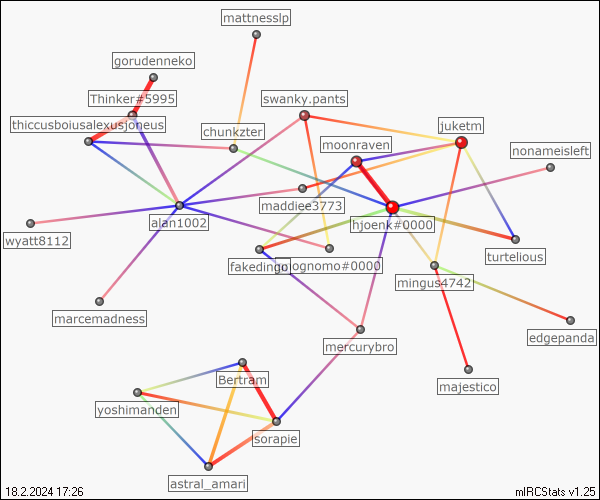 mattnesslp
gorudenneko
Thinker#5995
swanky.pants
thiccusboiusalexusjoneus
chunkzter
juketm
moonraven
nonameisleft
maddiee3773
alan1002
hjoenk#0000
wyatt8112
turtelious
fakedingo
gnomo#0000
mingus4742
marcemadness
edgepanda
mercurybro
Bertram
majestico
yoshimanden
sorapie
astral_amari
18.2.2024 17:26
mIRCStats v1.25